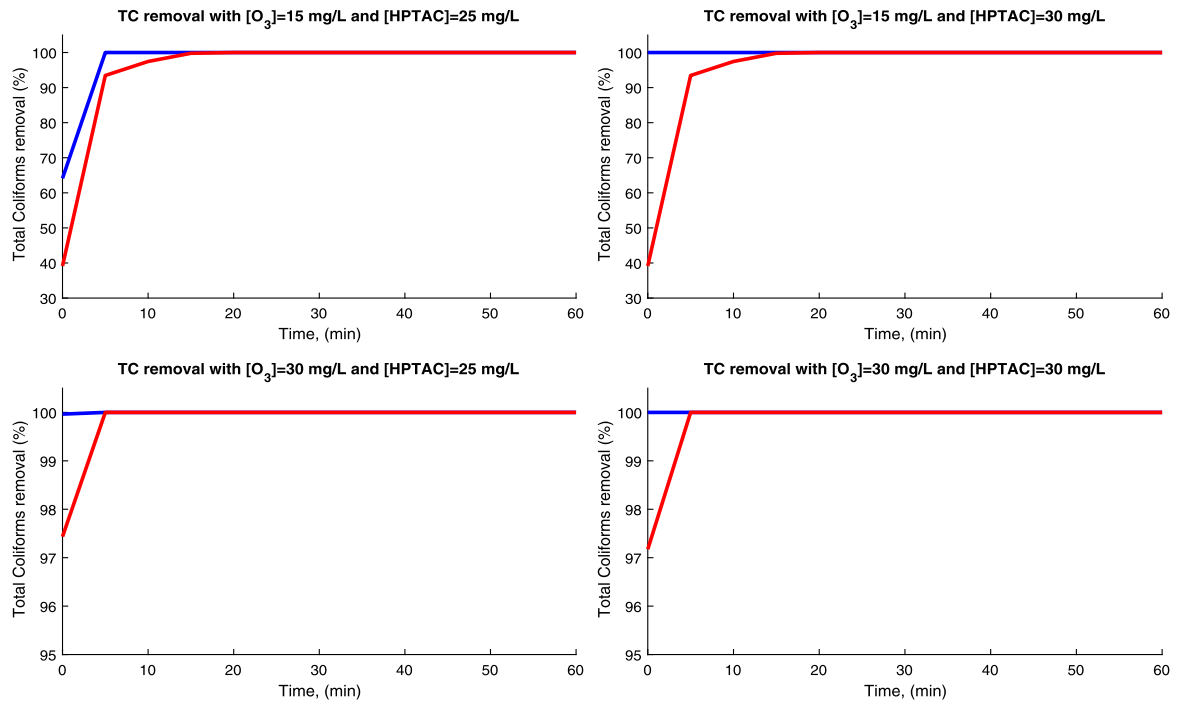 TC removal with [O3]=15 mg/L and [HPTAC]=25 mg/L
Total Coliforms removal (%)
100
90
80
70
60
50
40
30
0 10 20 30 40 50 60
Time, (min)
TC removal with [O3]=15 mg/L and [HPTAC]=30 mg/L
Total Coliforms removal (%)
100
90
80
70
60
50
40
30
0 10 20 30 40 50 60
Time, (min)
TC removal with [O3]=30 mg/L and [HPTAC]=25 mg/L
Total Coliforms removal (%)
100
99
98
97
96
95
0 10 20 30 40 50 60
Time, (min)
TC removal with [O3]=30 mg/L and [HPTAC]=30 mg/L
Total Coliforms removal (%)
100
99
98
97
96
95
0 10 20 30 40 50 60
Time, (min)